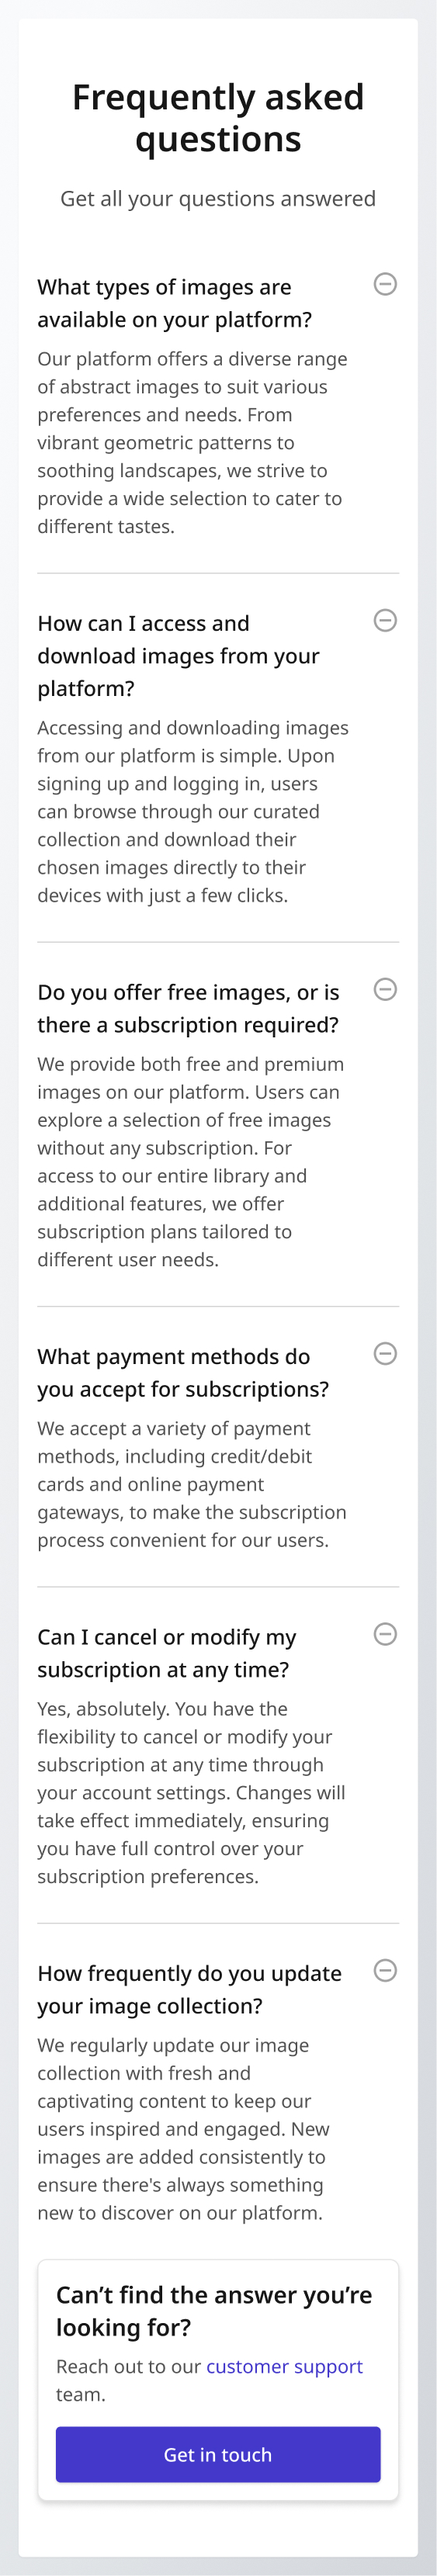 Frequently asked
questions
Get all your questions answered
What types of images are
available on your platform?
Our platform offers a diverse range
of abstract images to suit various
preferences and needs. From
vibrant geometric patterns to
soothing landscapes, we strive to
provide a wide selection to cater to
different tastes.
How can I access and
download images from your
platform?
Accessing and downloading images
from our platform is simple. Upon
signing up and logging in, users
can browse through our curated
collection and download their
chosen images directly to their
devices with just a few clicks.
Do you offer free images, or is
there a subscription required?
We provide both free and premium
images on our platform. Users can
explore a selection of free images
without any subscription. For
access to our entire library and
additional features, we offer
subscription plans tailored to
different user needs.
What payment methods do
you accept for subscriptions?
We accept a variety of payment
methods, including credit/debit
cards and online payment
gateways, to make the subscription
process convenient for our users.
Can I cancel or modify my
subscription at any time?
Yes, absolutely. You have the
flexibility to cancel or modify your
subscription at any time through
your account settings. Changes will
take effect immediately, ensuring
you have full control over your
subscription preferences.
How frequently do you update
your image collection?
We regularly update our image
collection with fresh and
captivating content to keep our
users inspired and engaged. New
images are added consistently to
ensure there's always something
new to discover on our platform.
Can’t find the answer you’re
looking for?
Reach out to our customer support
team.
Get in touch